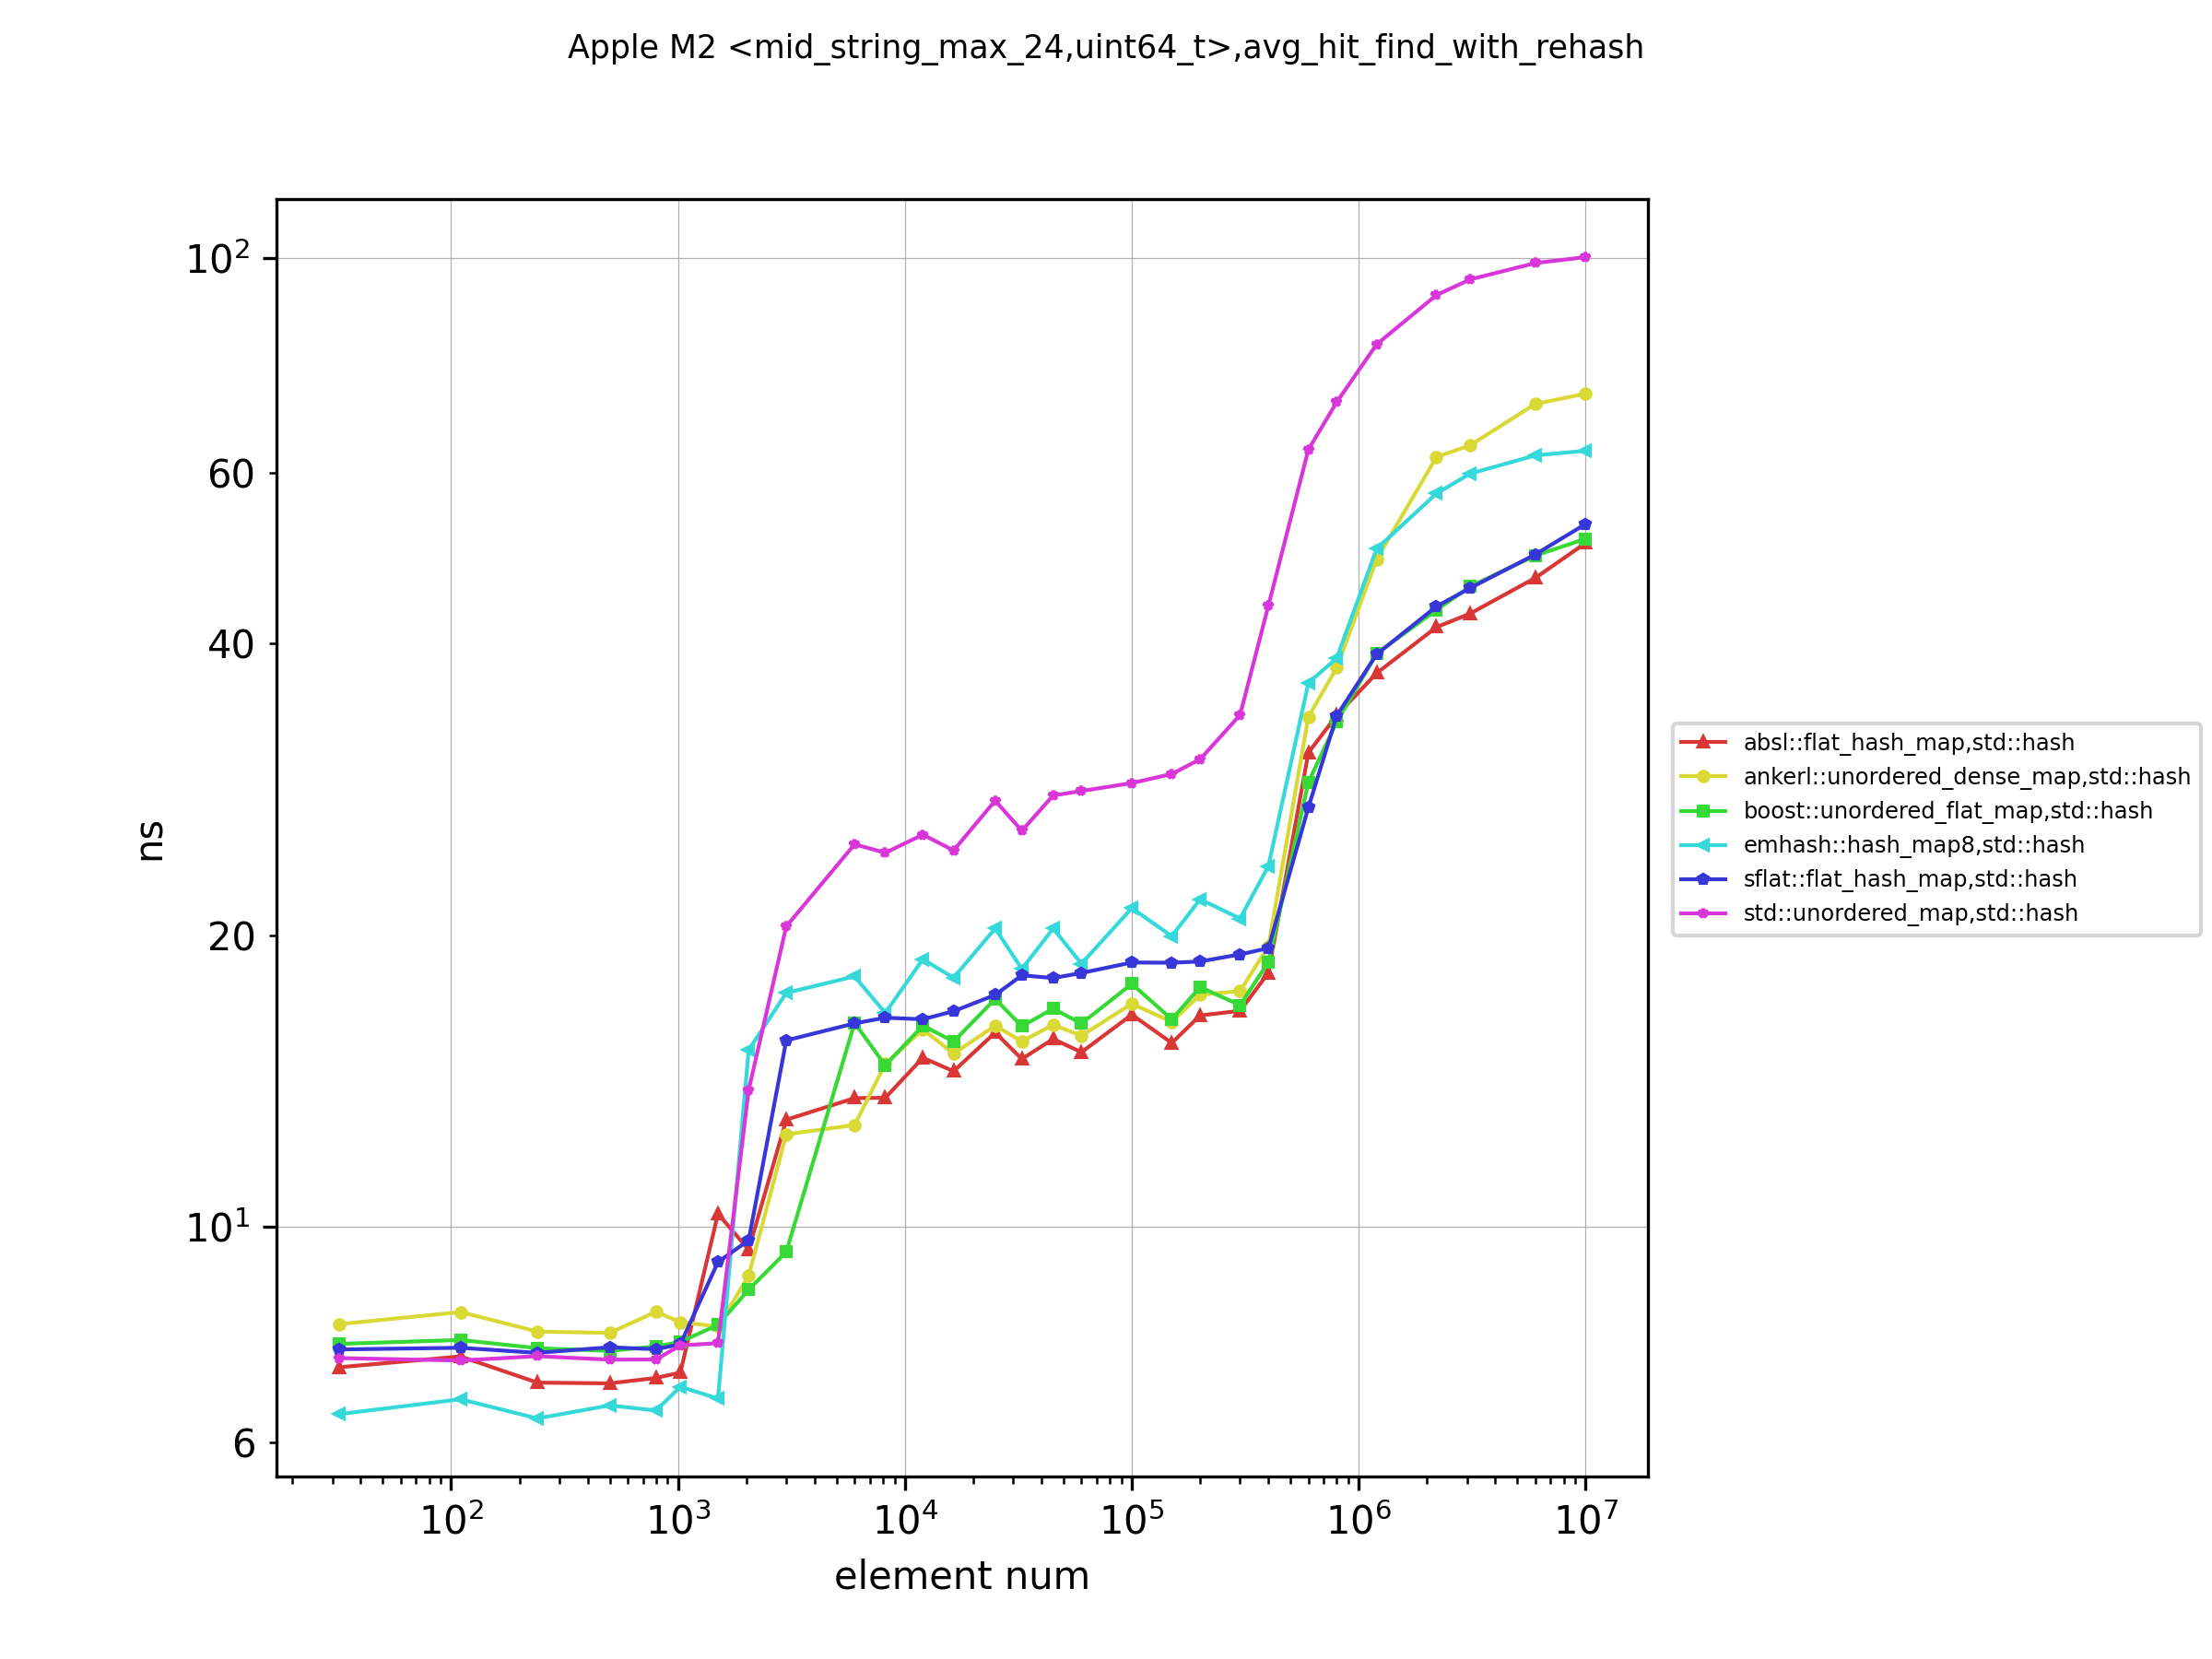 Apple M2 <mid_string_max_24,uint64_t>,avg_hit_find_with_rehash
10²
60
40
20
10¹
6
ns
10² 10³ 10⁴ 10⁵ 10⁶ 10⁷
element num
absl::flat_hash_map,std::hash
ankerl::unordered_dense_map,std::hash
boost::unordered_flat_map,std::hash
emhash::hash_map8,std::hash
sflat::flat_hash_map,std::hash
std::unordered_map,std::hash